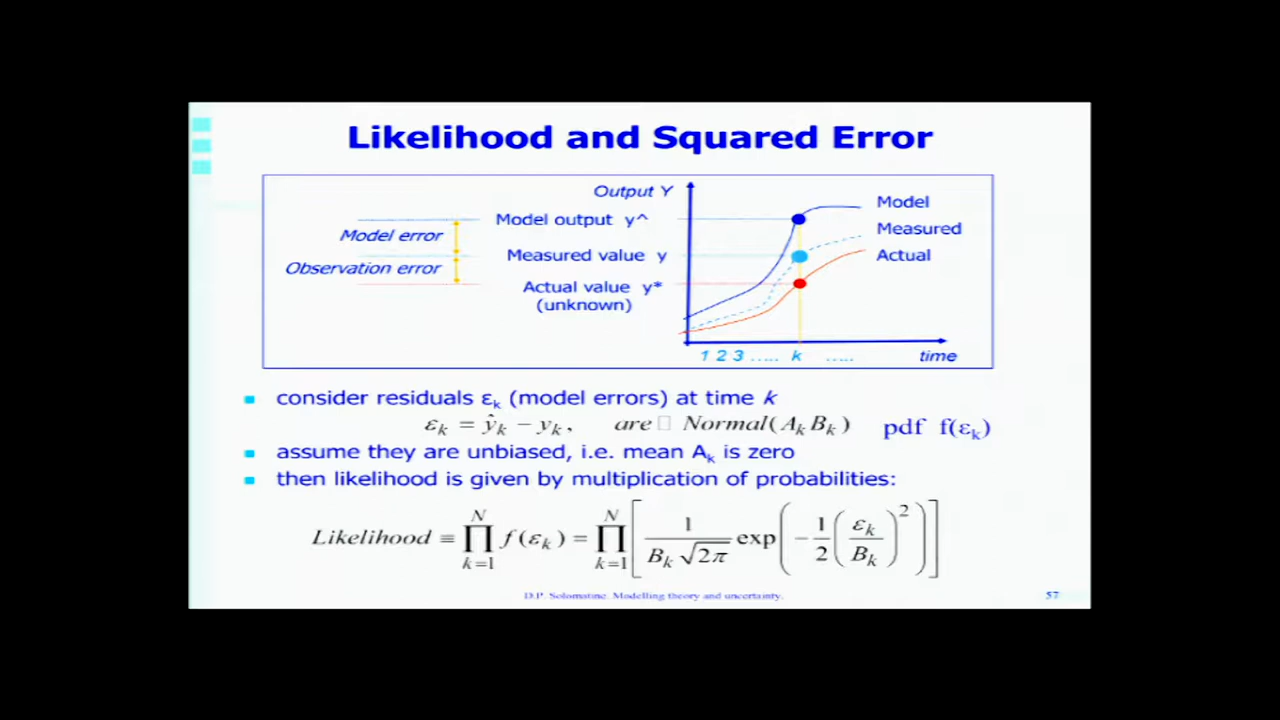 Likelihood and Squared Error
Output Y
Model output y^
Model error
Measured value y
Observation error
Actual value y*
(unknown)
Model
Measured
Actual
1 2 3 ..... k ..... time
consider residuals εₖ (model errors) at time k
εₖ = ŷₖ − yₖ, are □ Normal(Aₖ Bₖ) pdf f(εₖ)
assume they are unbiased, i.e. mean Aₖ is zero
then likelihood is given by multiplication of probabilities:
Likelihood ≡ ∏_{k=1}^{N} f(εₖ) = ∏_{k=1}^{N} [ 1 / (Bₖ √2π) exp( − 1/2 ( εₖ / Bₖ )² ) ]
D.P. Solomatine. Modelling theory and uncertainty.
57